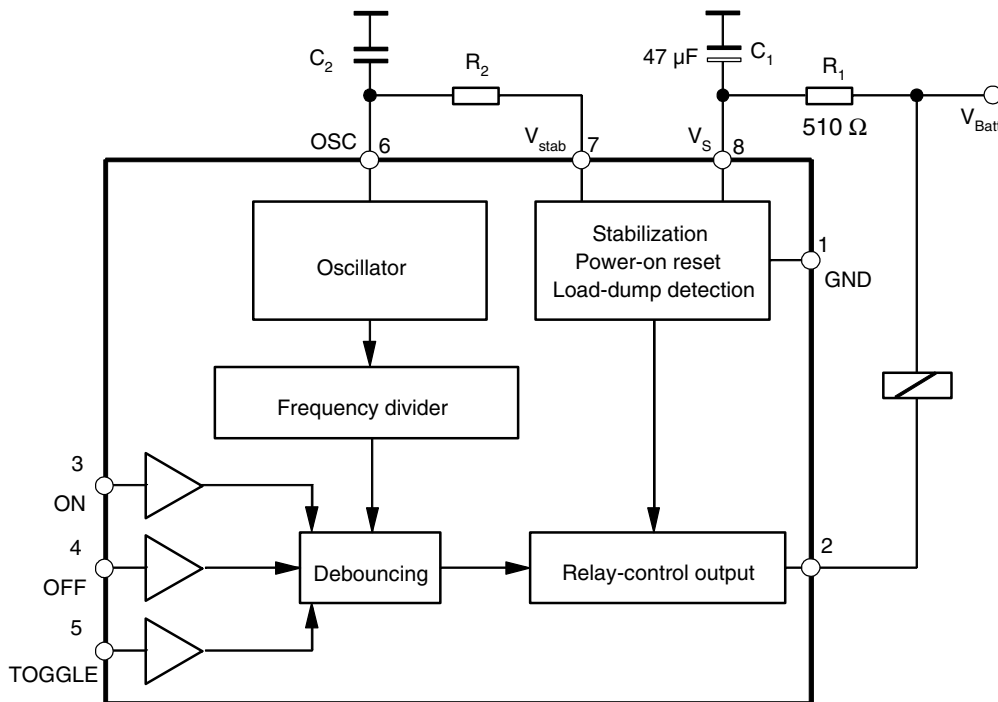 C2
R2
47 µF
C1
R1
510 Ω
VBatt
OSC
6
Vstab
7
VS
8
Oscillator
Stabilization
Power-on reset
Load-dump detection
1
GND
Frequency divider
3
ON
4
OFF
5
TOGGLE
Debouncing
Relay-control output
2